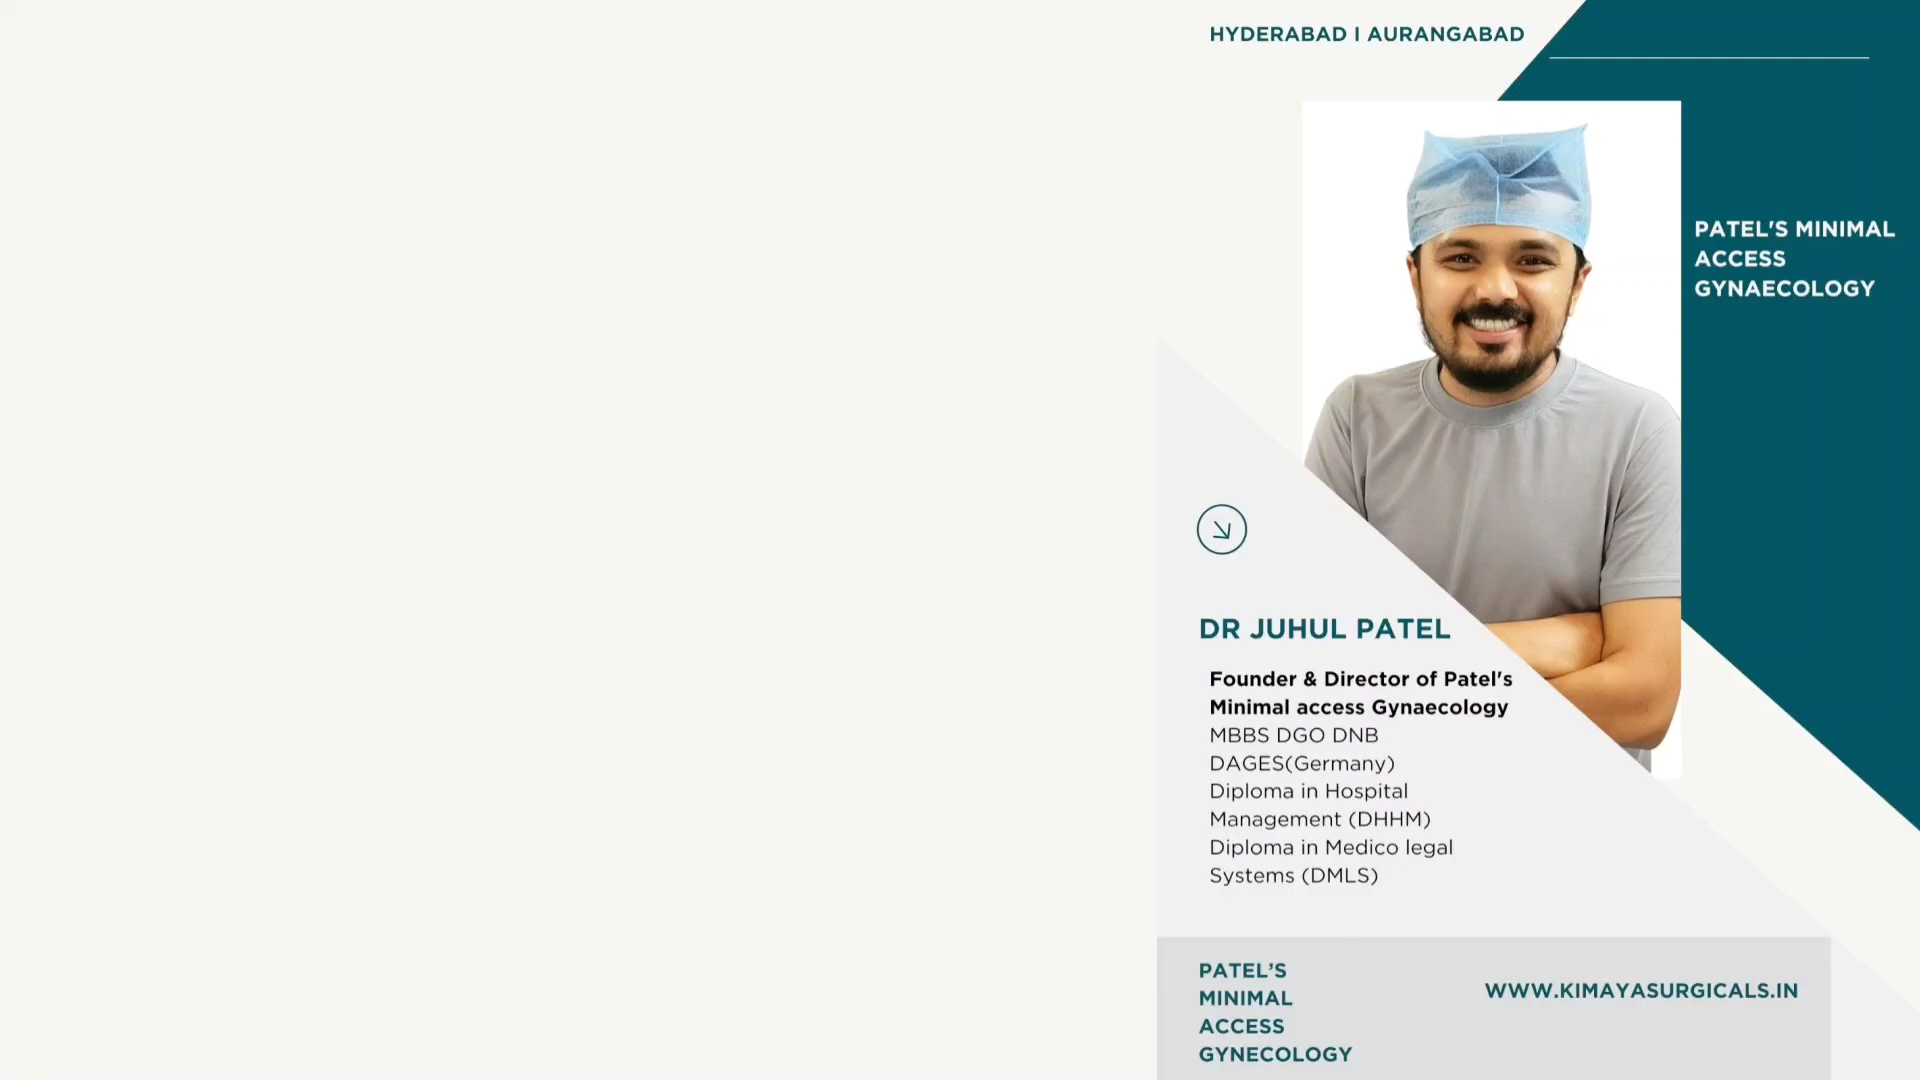 HYDERABAD I AURANGABAD
PATEL'S MINIMAL
ACCESS
GYNAECOLOGY
DR JUHUL PATEL
Founder & Director of Patel's
Minimal access Gynaecology
MBBS DGO DNB
DAGES(Germany)
Diploma in Hospital
Management (DHHM)
Diploma in Medico legal
Systems (DMLS)
PATEL’S
MINIMAL
ACCESS
GYNECOLOGY
WWW.KIMAYASURGICALS.IN